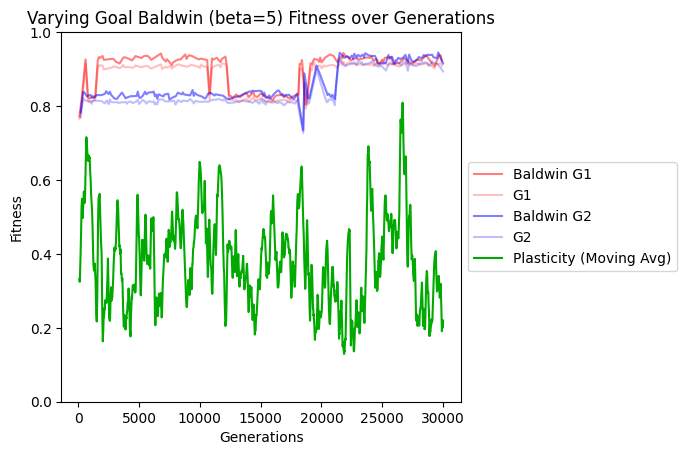 Varying Goal Baldwin (beta=5) Fitness over Generations
1.0
0.8
0.6
0.4
0.2
0.0
Fitness
0
5000
10000
15000
20000
25000
30000
Generations
Baldwin G1
G1
Baldwin G2
G2
Plasticity (Moving Avg)